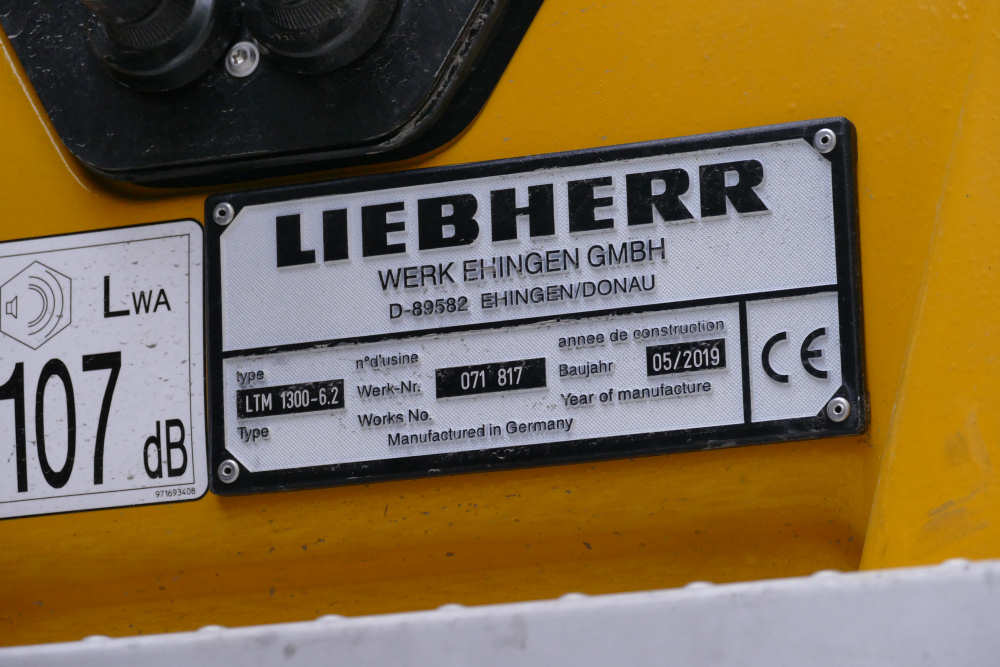 LIEBHERR
WERK EHINGEN GMBH
D-89582 EHINGEN/DONAU
type
LTM 1300-6.2
Type
n°d'usine
Werk-Nr. 071 817
Works No.
annee de construction
Baujahr 05/2019
Year of manufacture
Manufactured in Germany
CE
LWA
107 dB
971693408